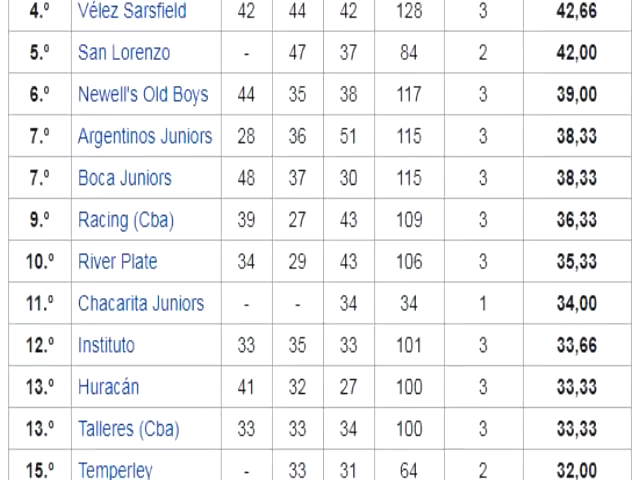 4.º Vélez Sarsfield 42 44 42 128 3 42,66
5.º San Lorenzo - 47 37 84 2 42,00
6.º Newell's Old Boys 44 35 38 117 3 39,00
7.º Argentinos Juniors 28 36 51 115 3 38,33
7.º Boca Juniors 48 37 30 115 3 38,33
9.º Racing (Cba) 39 27 43 109 3 36,33
10.º River Plate 34 29 43 106 3 35,33
11.º Chacarita Juniors - - 34 34 1 34,00
12.º Instituto 33 35 33 101 3 33,66
13.º Huracán 41 32 27 100 3 33,33
13.º Talleres (Cba) 33 33 34 100 3 33,33
15.º Temperley - 33 31 64 2 32,00